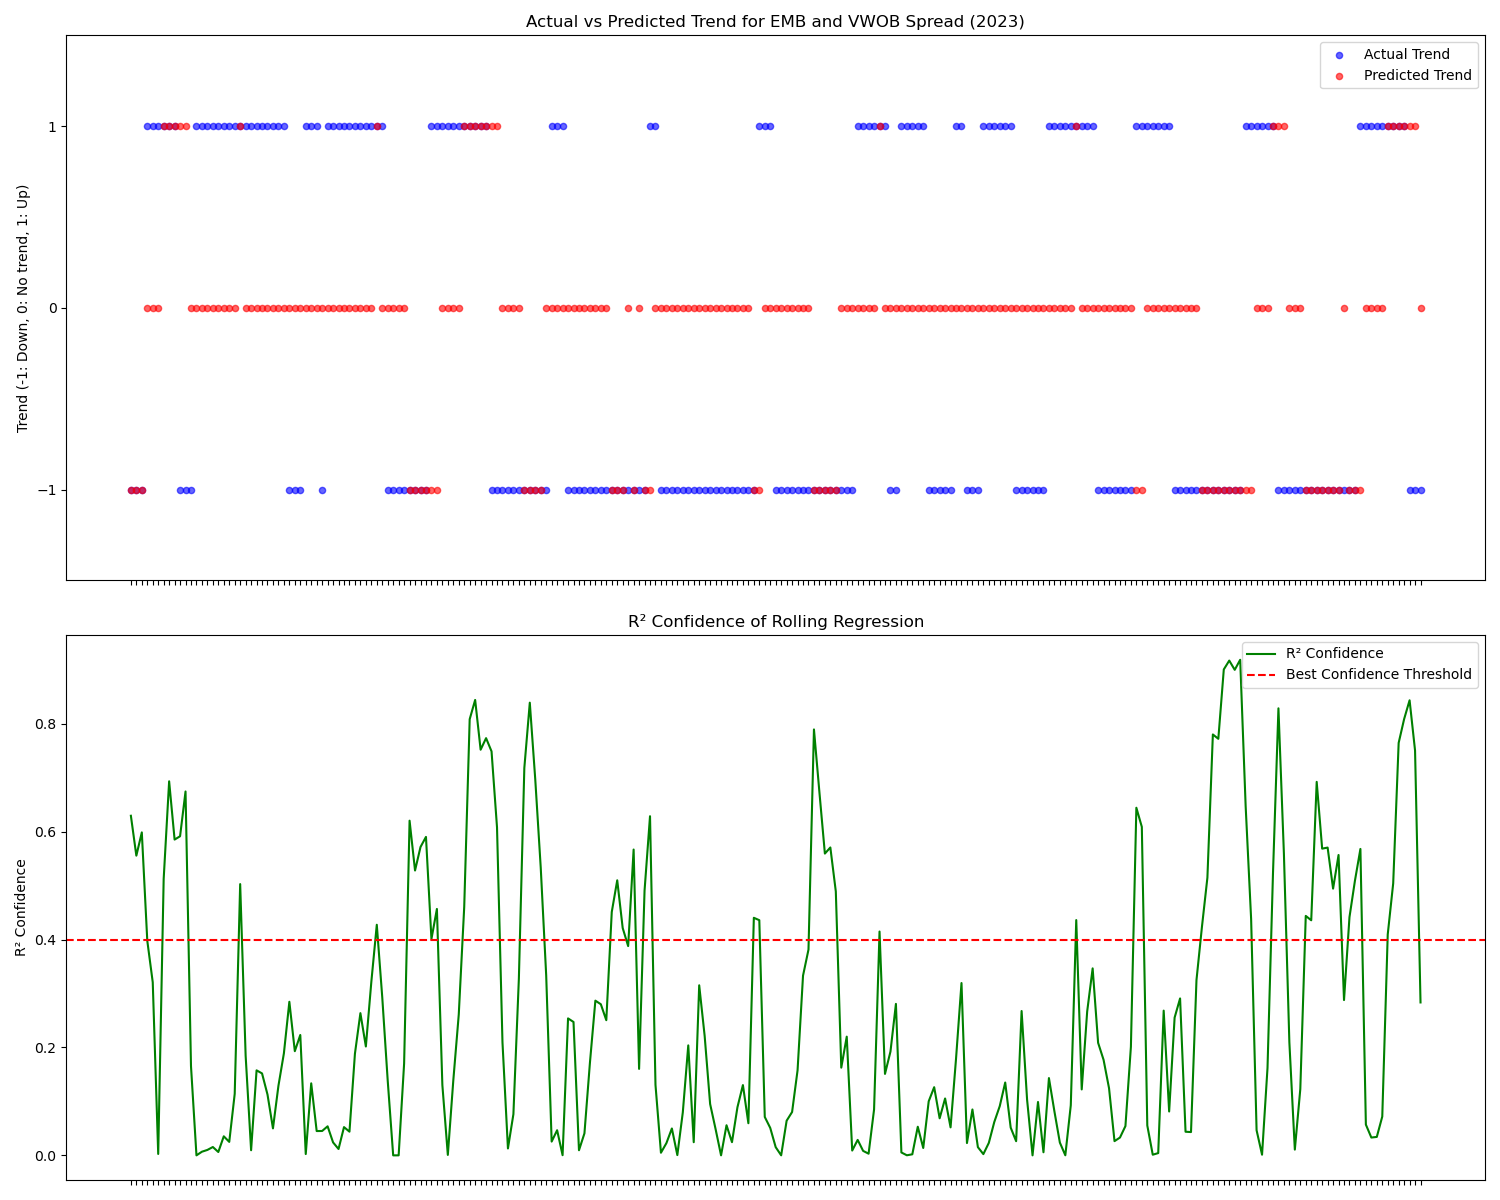 Actual vs Predicted Trend for EMB and VWOB Spread (2023)
Actual Trend
Predicted Trend
Trend (-1: Down, 0: No trend, 1: Up)
1
0
−1
R² Confidence of Rolling Regression
R² Confidence
Best Confidence Threshold
R² Confidence
0.8
0.6
0.4
0.2
0.0